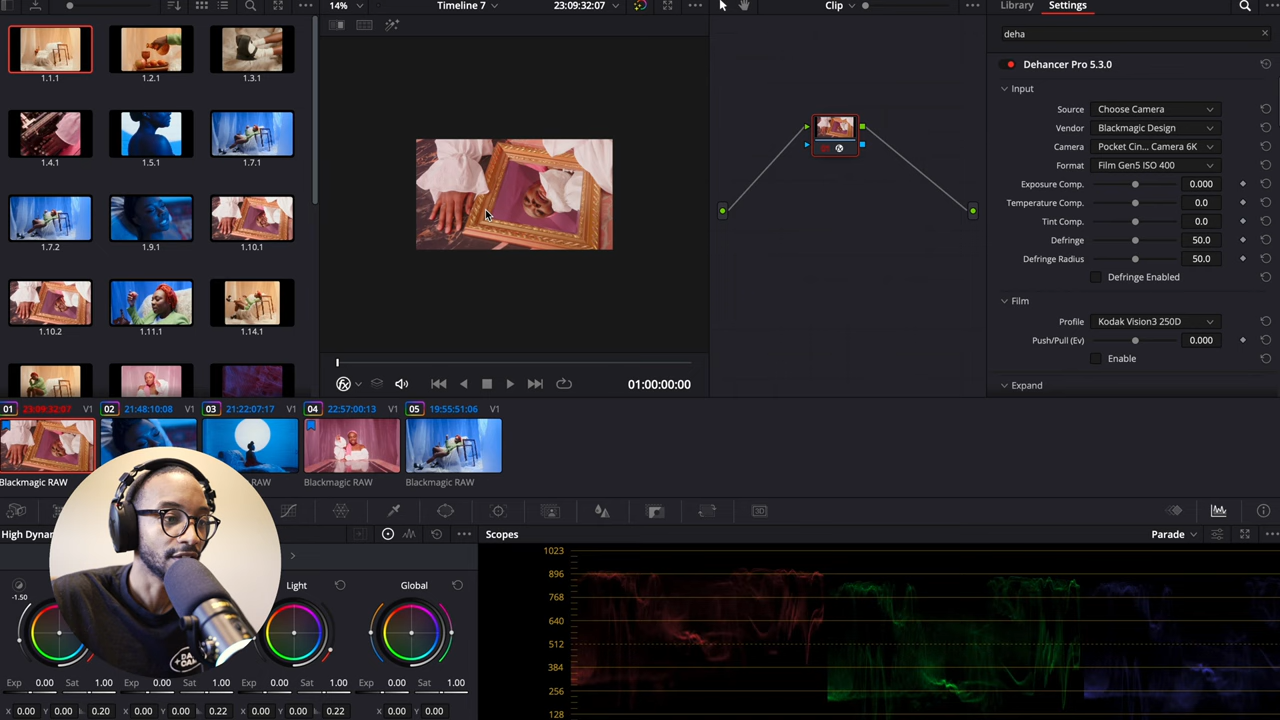 14%
Timeline 7
23:09:32:07
Clip
Library
Settings
deha
1.1.1
1.2.1
1.3.1
1.4.1
1.5.1
1.7.1
1.7.2
1.9.1
1.10.1
1.10.2
1.11.1
1.14.1
01:00:00:00
Dehancer Pro 5.3.0
Input
Source
Choose Camera
Vendor
Blackmagic Design
Camera
Pocket Cin... Camera 6K
Format
Film Gen5 ISO 400
Exposure Comp.
0.000
Temperature Comp.
0.0
Tint Comp.
0.0
Defringe
50.0
Defringe Radius
50.0
Defringe Enabled
Film
Profile
Kodak Vision3 250D
Push/Pull (Ev)
0.000
Enable
Expand
01 23:09:32:07 V1
02 21:48:10:08 V1
03 21:22:07:17 V1
04 22:57:00:13 V1
05 19:55:51:06 V1
Blackmagic RAW
RAW
Blackmagic RAW
Blackmagic RAW
High Dynam
-1.50
Light
Global
Exp 0.00 Sat 1.00
Exp 0.00 Sat 1.00
Exp 0.00 Sat 1.00
Exp 0.00 Sat 1.00
X 0.00 Y 0.00 0.20
X 0.00 Y 0.00 0.22
X 0.00 Y 0.00 0.22
X 0.00 Y 0.00
Scopes
Parade
1023
896
768
640
512
384
256
128